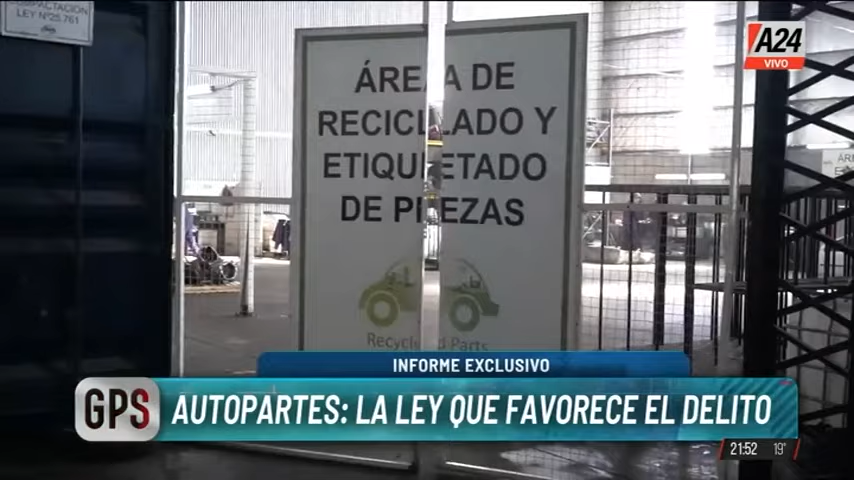 COMPACTACIÓN
LEY Nº25.761
A24
VIVO
ÁREA DE
RECICLADO Y
ETIQUETADO
DE PIEZAS
Recycled Parts
INFORME EXCLUSIVO
GPS AUTOPARTES: LA LEY QUE FAVORECE EL DELITO
21:52 19°